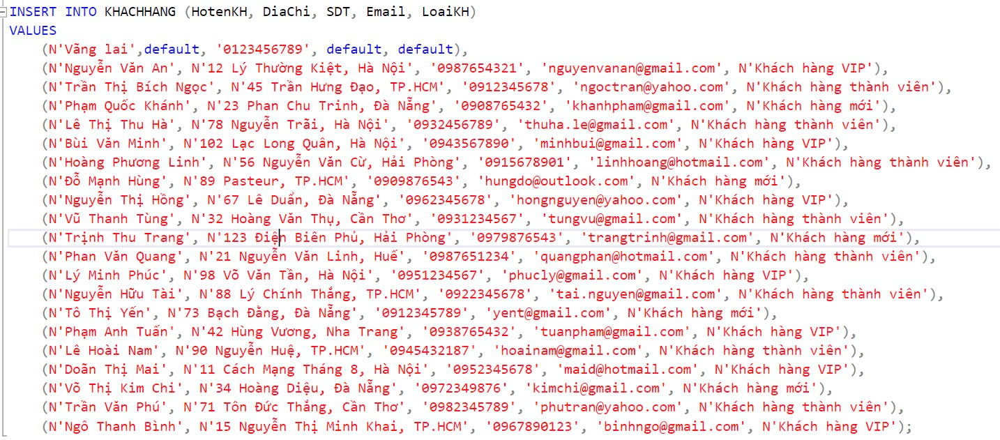 INSERT INTO KHACHHANG (HotenKH, DiaChi, SDT, Email, LoaiKH)
VALUES
(N'Vãng lai',default, '0123456789', default, default),
(N'Nguyễn Văn An', N'12 Lý Thường Kiệt, Hà Nội', '0987654321', 'nguyenvanan@gmail.com', N'Khách hàng VIP'),
(N'Trần Thị Bích Ngọc', N'45 Trần Hưng Đạo, TP.HCM', '0912345678', 'ngoctran@yahoo.com', N'Khách hàng thành viên'),
(N'Phạm Quốc Khánh', N'23 Phan Chu Trinh, Đà Nẵng', '0908765432', 'khanhpham@gmail.com', N'Khách hàng mới'),
(N'Lê Thị Thu Hà', N'78 Nguyễn Trãi, Hà Nội', '0932456789', 'thuha.le@gmail.com', N'Khách hàng thành viên'),
(N'Bùi Văn Minh', N'102 Lạc Long Quân, Hà Nội', '0943567890', 'minhbui@gmail.com', N'Khách hàng VIP'),
(N'Hoàng Phương Linh', N'56 Nguyễn Văn Cừ, Hải Phòng', '0915678901', 'linhhoang@hotmail.com', N'Khách hàng thành viên'),
(N'Đỗ Mạnh Hùng', N'89 Pasteur, TP.HCM', '0909876543', 'hungdo@outlook.com', N'Khách hàng mới'),
(N'Nguyễn Thị Hồng', N'67 Lê Duẩn, Đà Nẵng', '0962345678', 'hongnguyen@yahoo.com', N'Khách hàng VIP'),
(N'Vũ Thanh Tùng', N'32 Hoàng Văn Thụ, Cần Thơ', '0931234567', 'tungvu@gmail.com', N'Khách hàng thành viên'),
(N'Trịnh Thu Trang', N'123 Điện Biên Phủ, Hải Phòng', '0979876543', 'trangtrinh@gmail.com', N'Khách hàng mới'),
(N'Phan Văn Quang', N'21 Nguyễn Văn Linh, Huế', '0987651234', 'quangphan@hotmail.com', N'Khách hàng thành viên'),
(N'Lý Minh Phúc', N'98 Võ Văn Tần, Hà Nội', '0951234567', 'phucly@gmail.com', N'Khách hàng VIP'),
(N'Nguyễn Hữu Tài', N'88 Lý Chính Thắng, TP.HCM', '0922345678', 'tai.nguyen@gmail.com', N'Khách hàng thành viên'),
(N'Tô Thị Yến', N'73 Bạch Đằng, Đà Nẵng', '0912345789', 'yent@gmail.com', N'Khách hàng mới'),
(N'Phạm Anh Tuấn', N'42 Hùng Vương, Nha Trang', '0938765432', 'tuanpham@gmail.com', N'Khách hàng VIP'),
(N'Lê Hoài Nam', N'90 Nguyễn Huệ, TP.HCM', '0945432187', 'hoainam@gmail.com', N'Khách hàng thành viên'),
(N'Doãn Thị Mai', N'11 Cách Mạng Tháng 8, Hà Nội', '0952345678', 'maid@hotmail.com', N'Khách hàng VIP'),
(N'Võ Thị Kim Chi', N'34 Hoàng Diệu, Đà Nẵng', '0972349876', 'kimchi@gmail.com', N'Khách hàng mới'),
(N'Trần Văn Phú', N'71 Tôn Đức Thắng, Cần Thơ', '0982345789', 'phutran@yahoo.com', N'Khách hàng thành viên'),
(N'Ngô Thanh Bình', N'15 Nguyễn Thị Minh Khai, TP.HCM', '0967890123', 'binhngo@gmail.com', N'Khách hàng VIP');